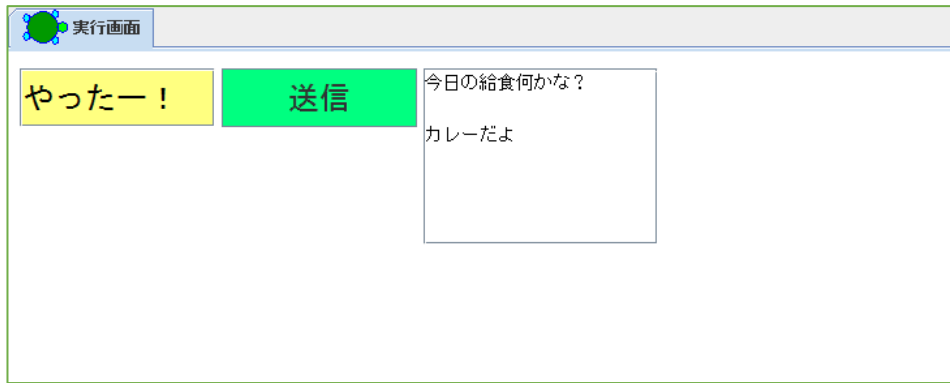 実行画面
やったー！
送信
今日の給食何かな？
カレーだよ